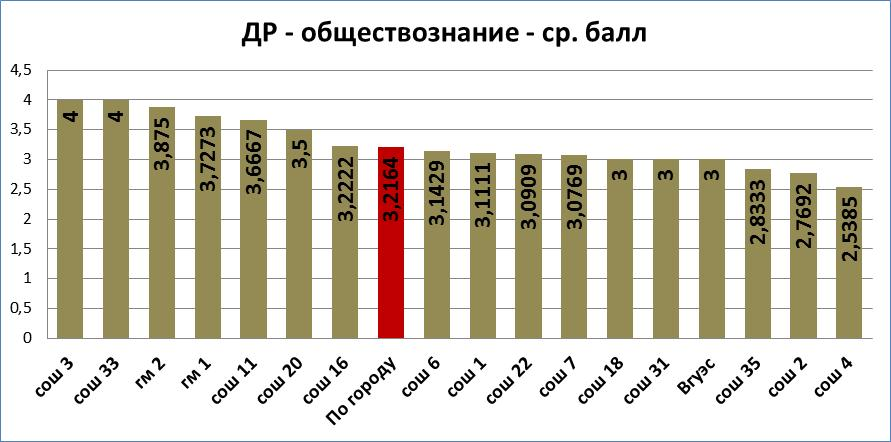 ДР - обществознание - ср. балл
4,5
4
3,5
3
2,5
2
1,5
1
0,5
0
4
4
3,875
3,7273
3,6667
3,5
3,2222
3,2164
3,1429
3,1111
3,0909
3,0769
3
3
3
2,8333
2,7692
2,5385
сош 3
сош 33
гм 2
гм 1
сош 11
сош 20
сош 16
По городу
сош 6
сош 1
сош 22
сош 7
сош 18
сош 31
Вгуэс
сош 35
сош 2
сош 4